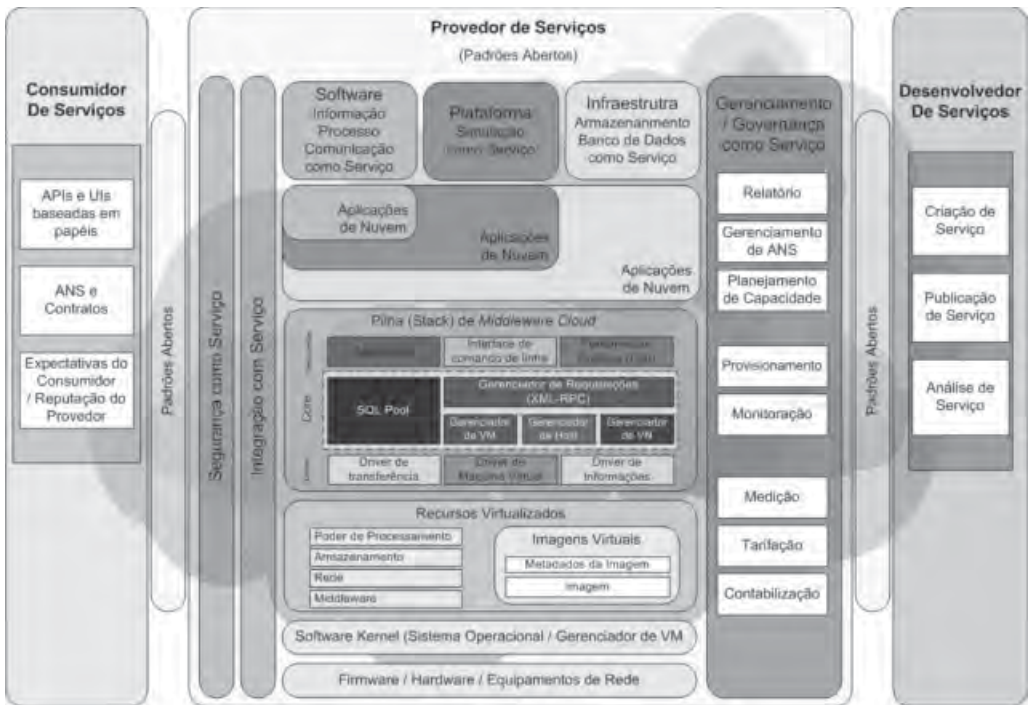 Provedor de Serviços
(Padrões Abertos)
Consumidor
De Serviços
APIs e UIs
baseadas em
papéis
ANS e
Contratos
Expectativas do
Consumidor
/ Reputação do
Provedor
Padrões Abertos
Segurança como Serviço
Integração com Serviço
Software
Informação
Processo
Comunicação
como Serviço
Plataforma
Simulação
como Serviço
Infraestrutra
Armazenanmento
Banco de Dados
como Serviço
Aplicações
de Nuvem
Aplicações
de Nuvem
Aplicações
de Nuvem
Pilha (Stack) de Middleware Cloud
Interface de
comando de linha
Core
SQL Pool
Gerenciador de Requisições
(XML-RPC)
Gerenciador
de VM
Gerenciador
de Host
Gerenciador
de VN
Driver de
transferência
Driver de
Máquina Virtual
Driver de
Informações
Recursos Virtualizados
Poder de Processamento
Armazenamento
Rede
Middleware
Imagens Virtuais
Metadados da Imagem
Imagem
Software Kernel (Sistema Operacional / Gerenciador de VM
Firmware / Hardware / Equipamentos de Rede
Gerenciamento
/ Governança
como Serviço
Relatório
Gerenciamento
de ANS
Planejamento
de Capacidade
Provisionamento
Monitoração
Medição
Tarifação
Contabilização
Padrões Abertos
Desenvolvedor
De Serviços
Criação de
Serviço
Publicação
de Serviço
Análise de
Serviço